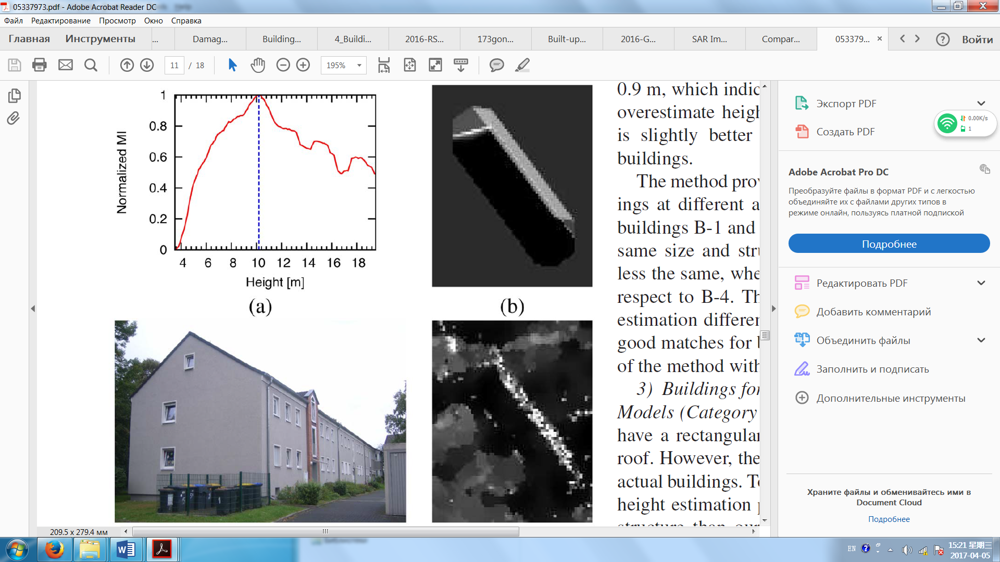 05337973.pdf - Adobe Acrobat Reader DC
Файл Редактирование Просмотр Окно Справка
Главная Инструменты ... Damag... Building... 4_Buildi... 2016-RS... 173gon... Built-up... 2016-G... SAR Im... Compar... 053379... × Войти
11 / 18 195%
1
0.8
0.6
0.4
0.2
0
Normalized MI
4 6 8 10 12 14 16 18
Height [m]
(a) (b)
0.9 m, which indic
overestimate heigh
is slightly better
buildings.
The method prov
ings at different a
buildings B-1 and
same size and stru
less the same, whe
respect to B-4. Th
estimation differen
good matches for b
of the method with
3) Buildings for
Models (Category
have a rectangular
roof. However, the
actual buildings. To
height estimation p
structure than our
209.5 x 279.4 мм
Экспорт PDF
Создать PDF
0.00K/s
1
Adobe Acrobat Pro DC
Преобразуйте файлы в формат PDF и с легкостью
объединяйте их с файлами других типов в
режиме онлайн, пользуясь платной подпиской
Подробнее
Редактировать PDF
Добавить комментарий
Объединить файлы
Заполнить и подписать
Дополнительные инструменты
Храните файлы и обменивайтесь ими в
Document Cloud
Подробнее
EN
15:21 星期三
2017-04-05